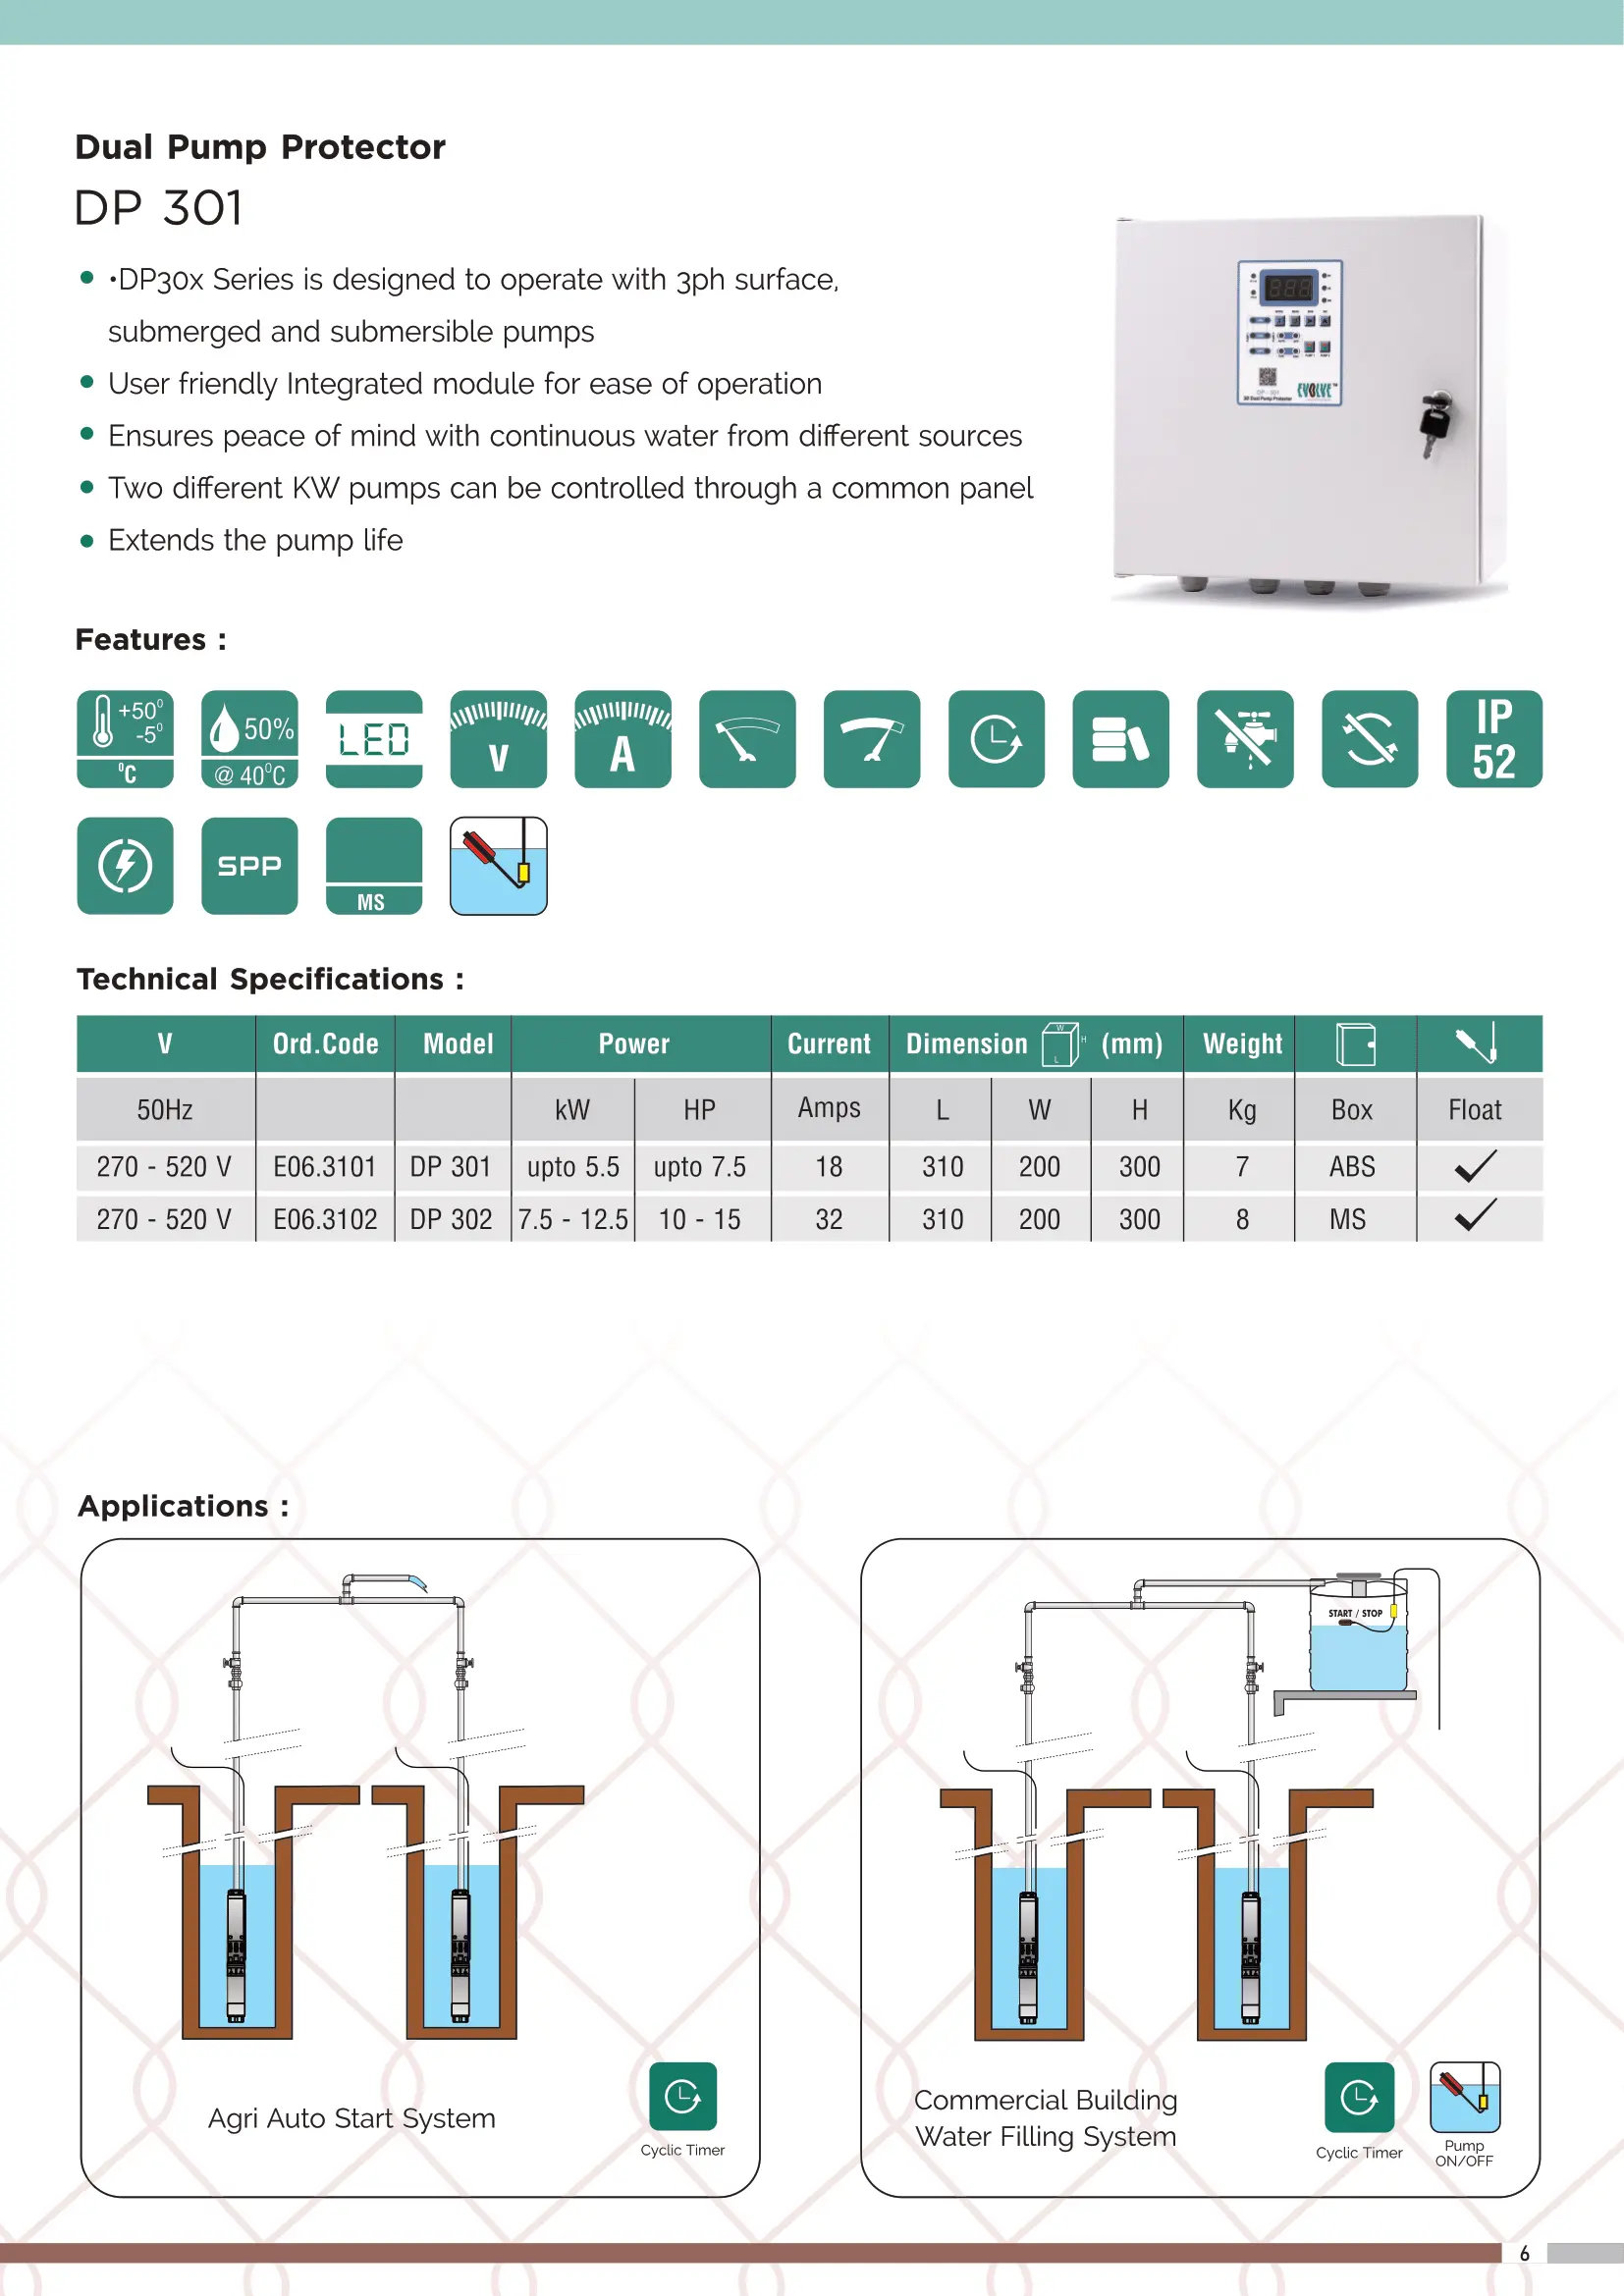 Dual Pump Protector
DP 301
• •DP30x Series is designed to operate with 3ph surface,
submerged and submersible pumps
• User friendly Integrated module for ease of operation
• Ensures peace of mind with continuous water from different sources
• Two different KW pumps can be controlled through a common panel
• Extends the pump life
EVOLVE™
DP - 301
Features :
+50⁰
-5⁰
⁰C
50%
@ 40⁰C
LED
V
A
IP
52
SPP
MS
Technical Specifications :
V Ord.Code Model Power Current Dimension W H L (mm) Weight
50Hz kW HP Amps L W H Kg Box Float
270 - 520 V E06.3101 DP 301 upto 5.5 upto 7.5 18 310 200 300 7 ABS ✓
270 - 520 V E06.3102 DP 302 7.5 - 12.5 10 - 15 32 310 200 300 8 MS ✓
Applications :
Agri Auto Start System
Cyclic Timer
START / STOP
Commercial Building
Water Filling System
Cyclic Timer
Pump
ON/OFF
6